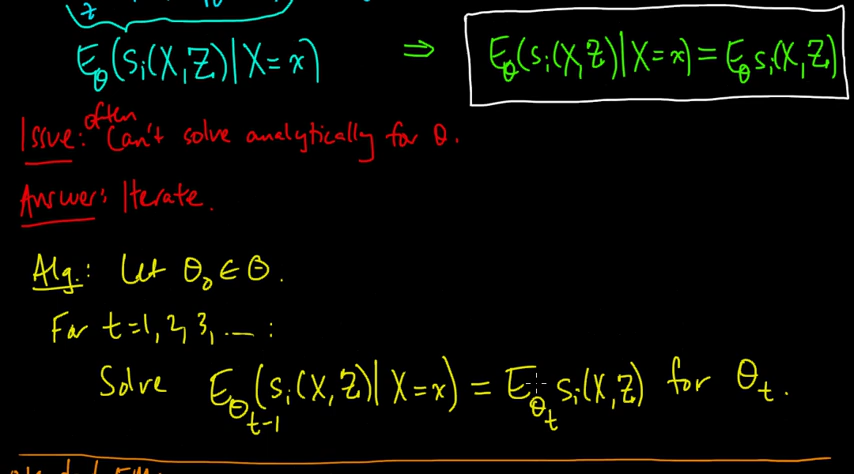 z
E_θ(s_i(X,Z)|X=x) ⇒ E_θ(s_i(X,Z)|X=x)=E_θ s_i(X,Z)
Issue: often Can't solve analytically for θ.
Answer: Iterate.
Alg.: Let θ_0 ∈ Θ.
For t=1, 2, 3, ... :
Solve E_θ_{t-1}(s_i(X,Z)|X=x) = E_θ_t s_i(X,Z) for θ_t.